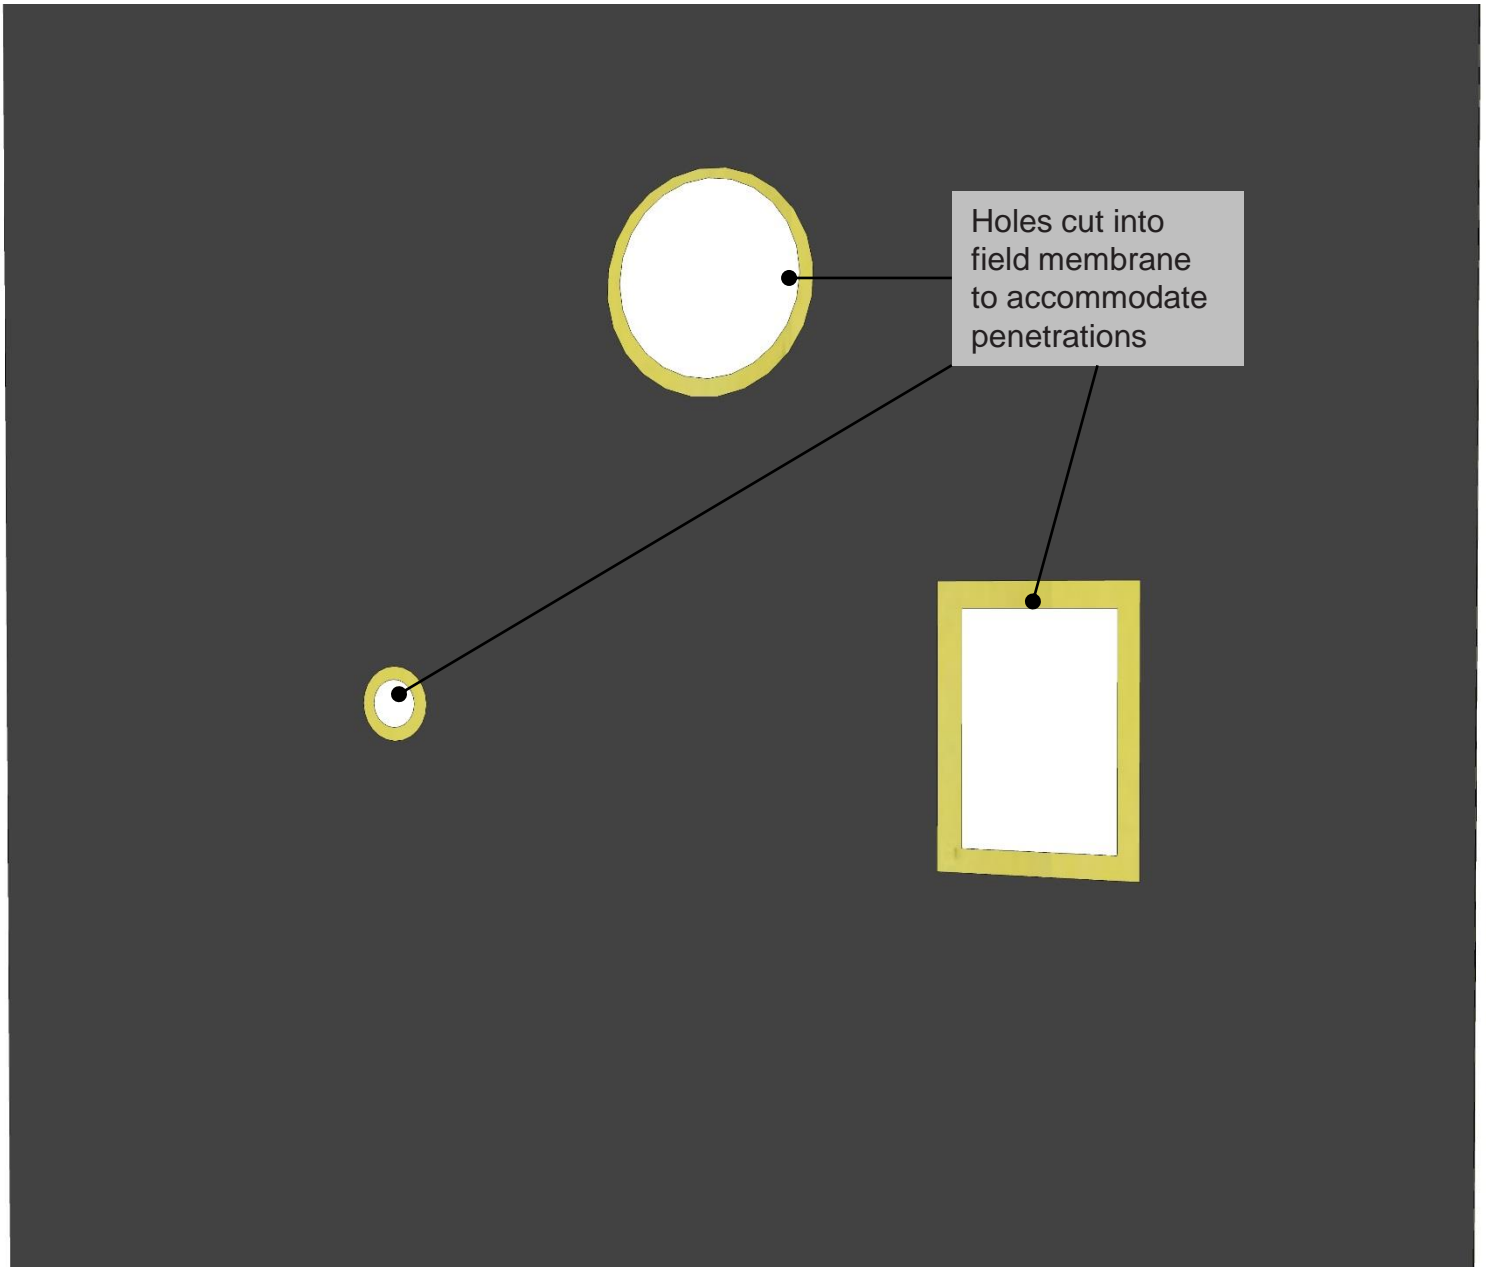 Holes cut into
field membrane
to accommodate
penetrations